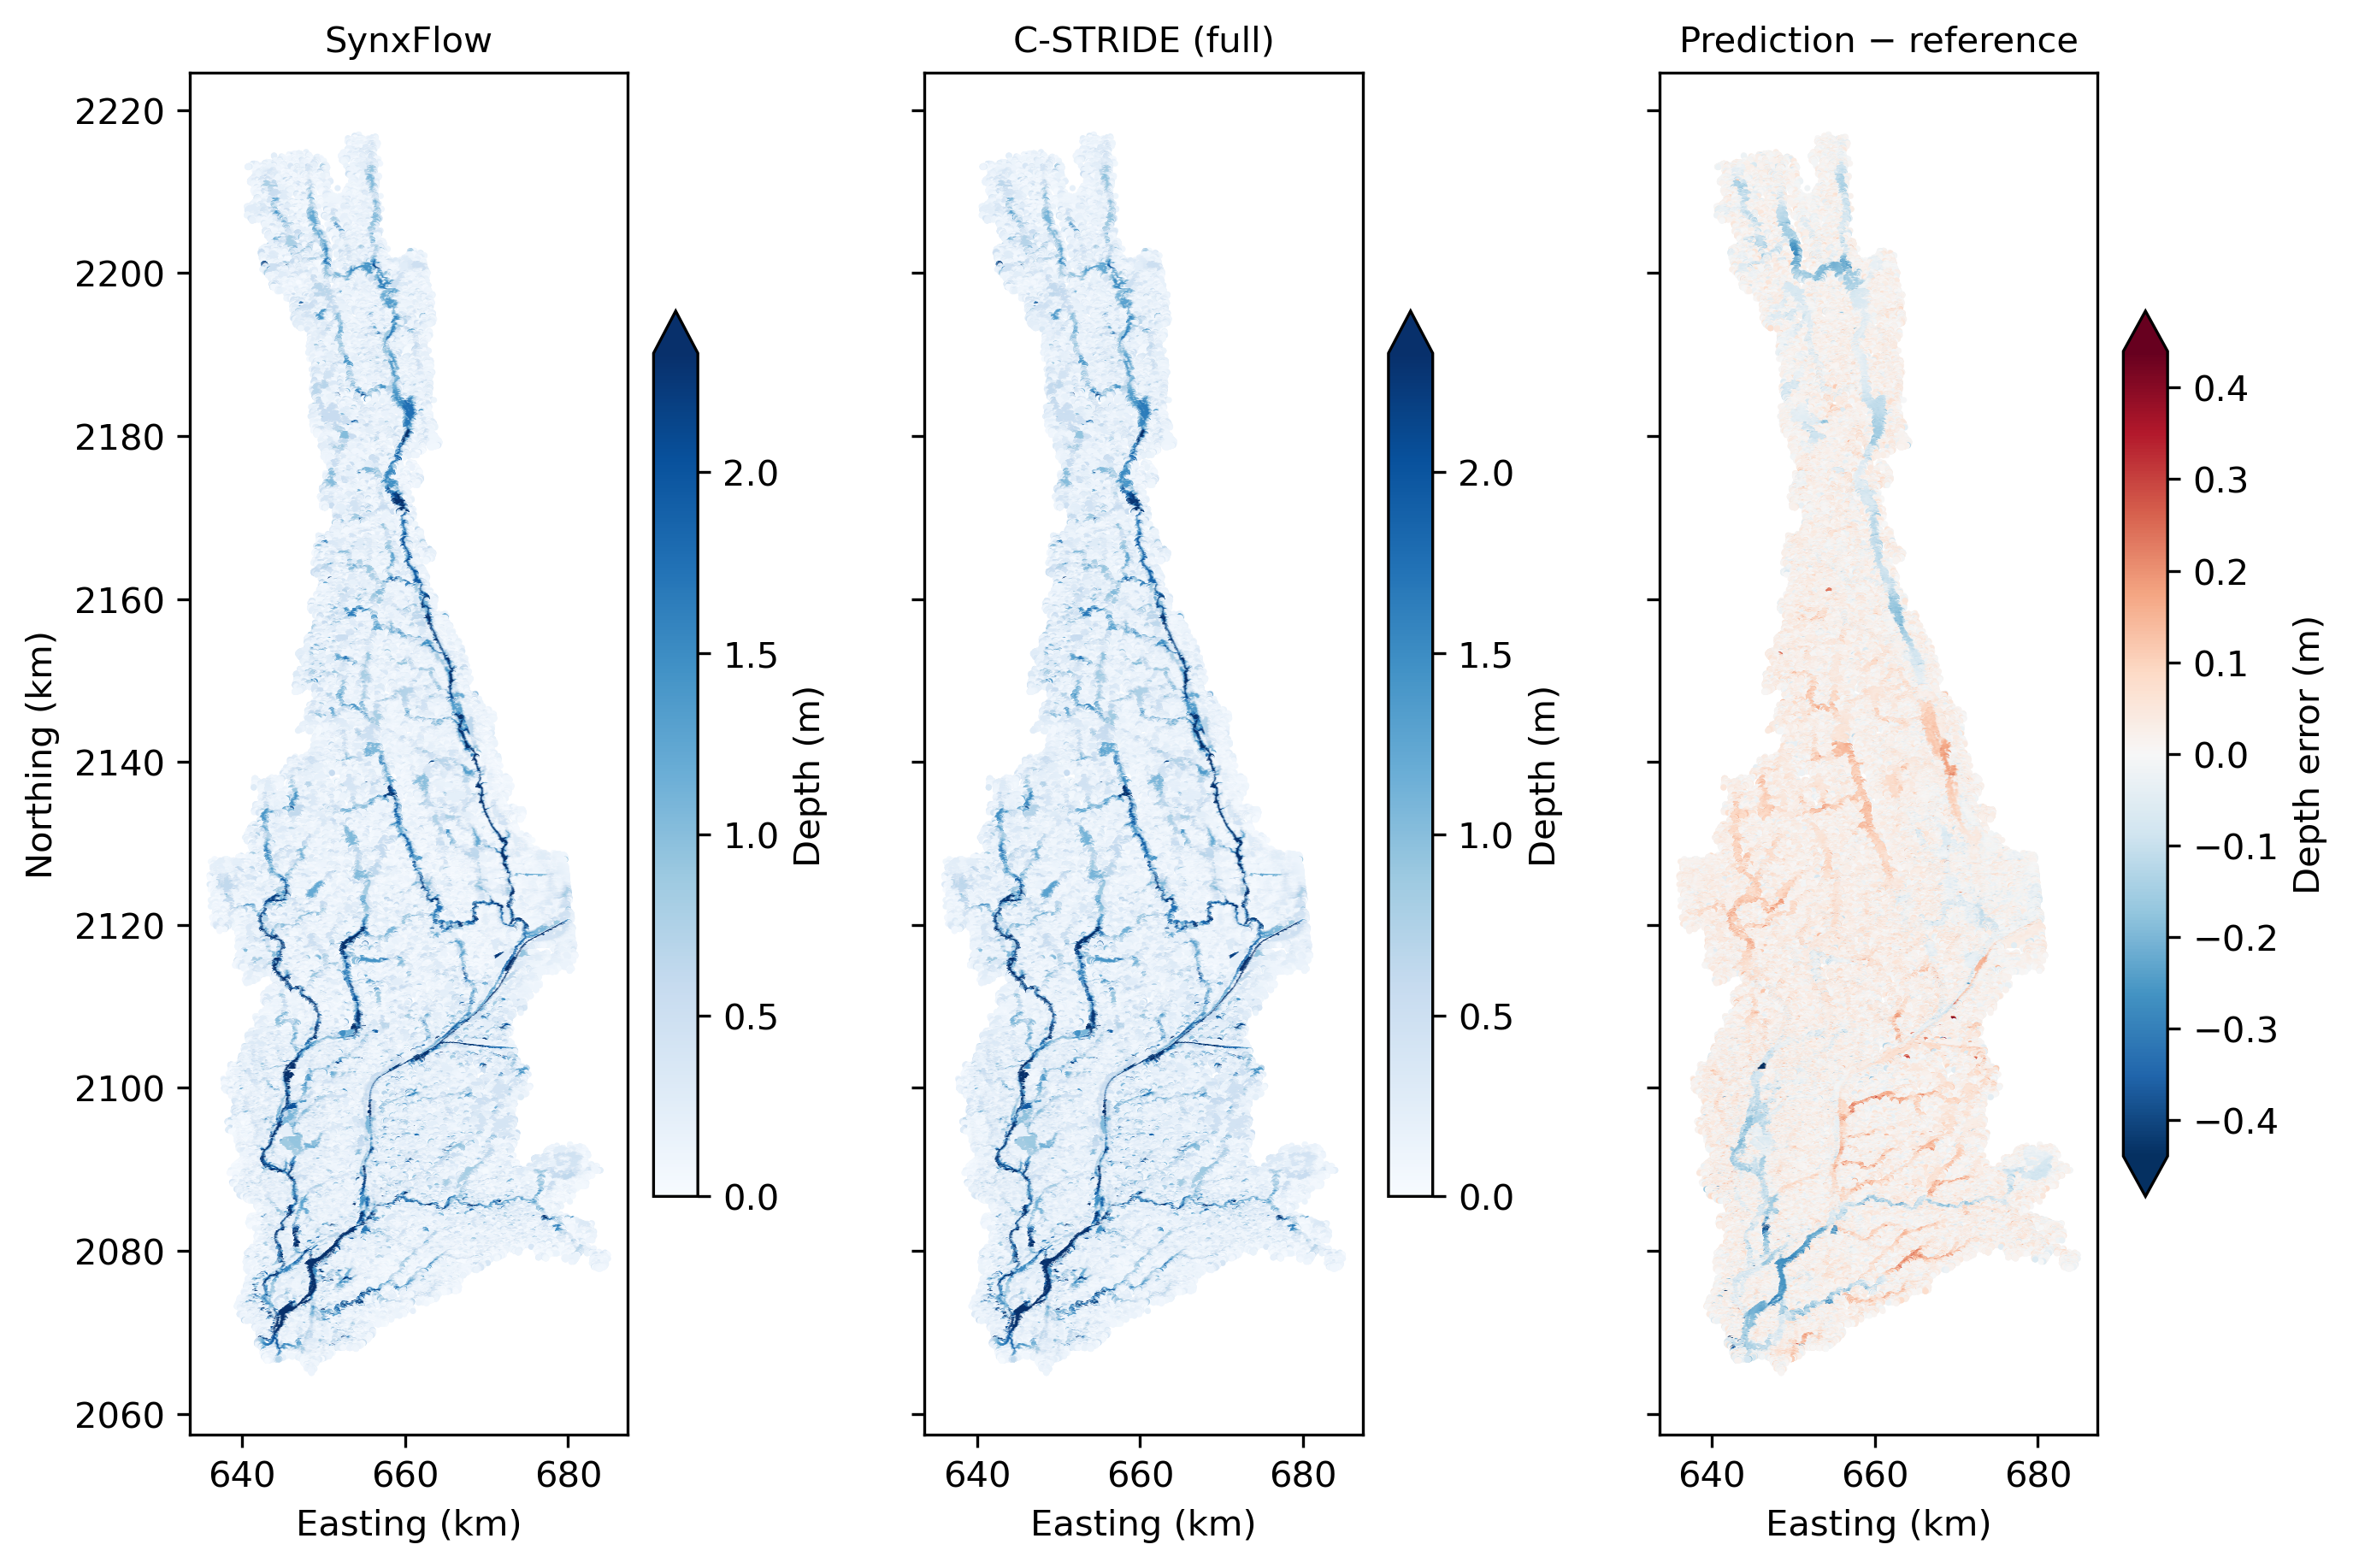 SynxFlow
C-STRIDE (full)
Prediction − reference
Northing (km)
2220
2200
2180
2160
2140
2120
2100
2080
2060
640 660 680
Easting (km)
2.0
1.5
1.0
0.5
0.0
Depth (m)
640 660 680
Easting (km)
2.0
1.5
1.0
0.5
0.0
Depth (m)
640 660 680
Easting (km)
0.4
0.3
0.2
0.1
0.0
−0.1
−0.2
−0.3
−0.4
Depth error (m)